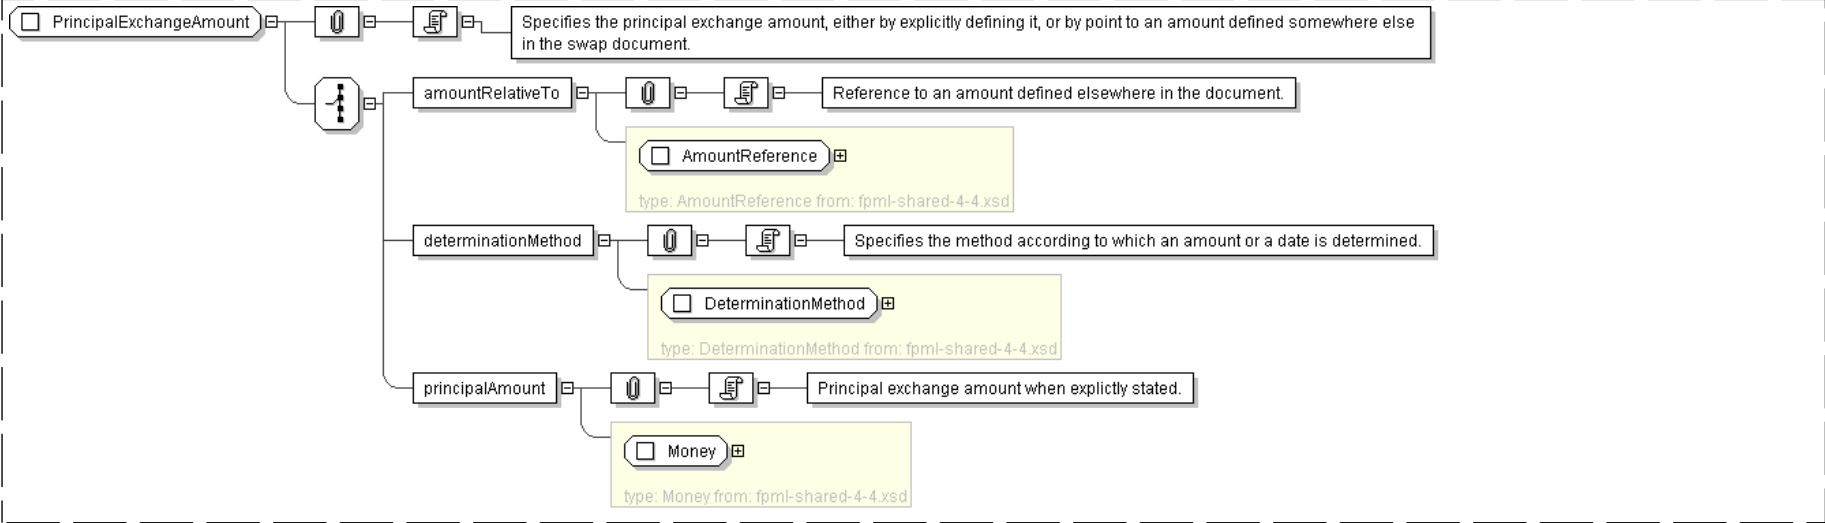 PrincipalExchangeAmount
Specifies the principal exchange amount, either by explicitly defining it, or by point to an amount defined somewhere else
in the swap document.
amountRelativeTo
Reference to an amount defined elsewhere in the document.
AmountReference
type: AmountReference from: fpml-shared-4-4.xsd
determinationMethod
Specifies the method according to which an amount or a date is determined.
DeterminationMethod
type: DeterminationMethod from: fpml-shared-4-4.xsd
principalAmount
Principal exchange amount when explictly stated.
Money
type: Money from: fpml-shared-4-4.xsd